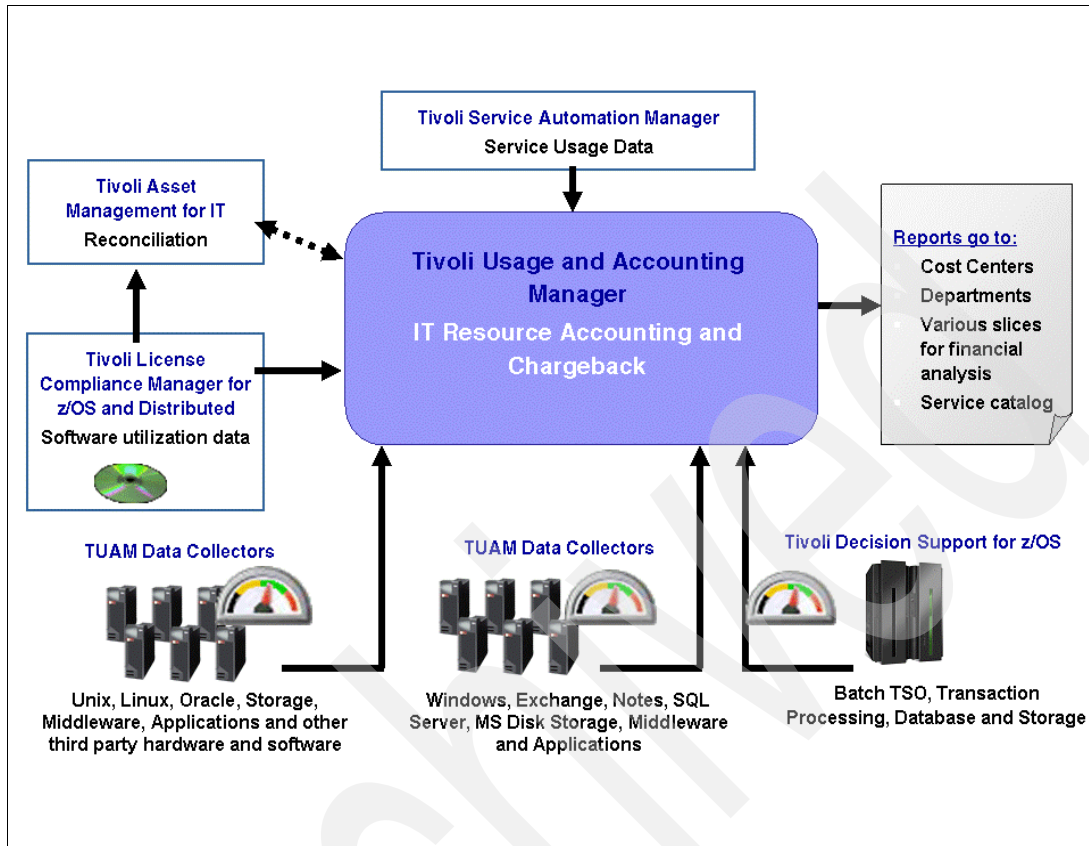 Tivoli Service Automation Manager
Service Usage Data
Tivoli Asset
Management for IT
Reconciliation
Tivoli Usage and Accounting
Manager
IT Resource Accounting and
Chargeback
Reports go to:
Cost Centers
Departments
Various slices
for financial
analysis
Service catalog
Tivoli License
Compliance Manager for
z/OS and Distributed
Software utilization data
TUAM Data Collectors
Unix, Linux, Oracle, Storage,
Middleware, Applications and other
third party hardware and software
TUAM Data Collectors
Windows, Exchange, Notes, SQL
Server, MS Disk Storage, Middleware
and Applications
Tivoli Decision Support for z/OS
Batch TSO, Transaction
Processing, Database and Storage